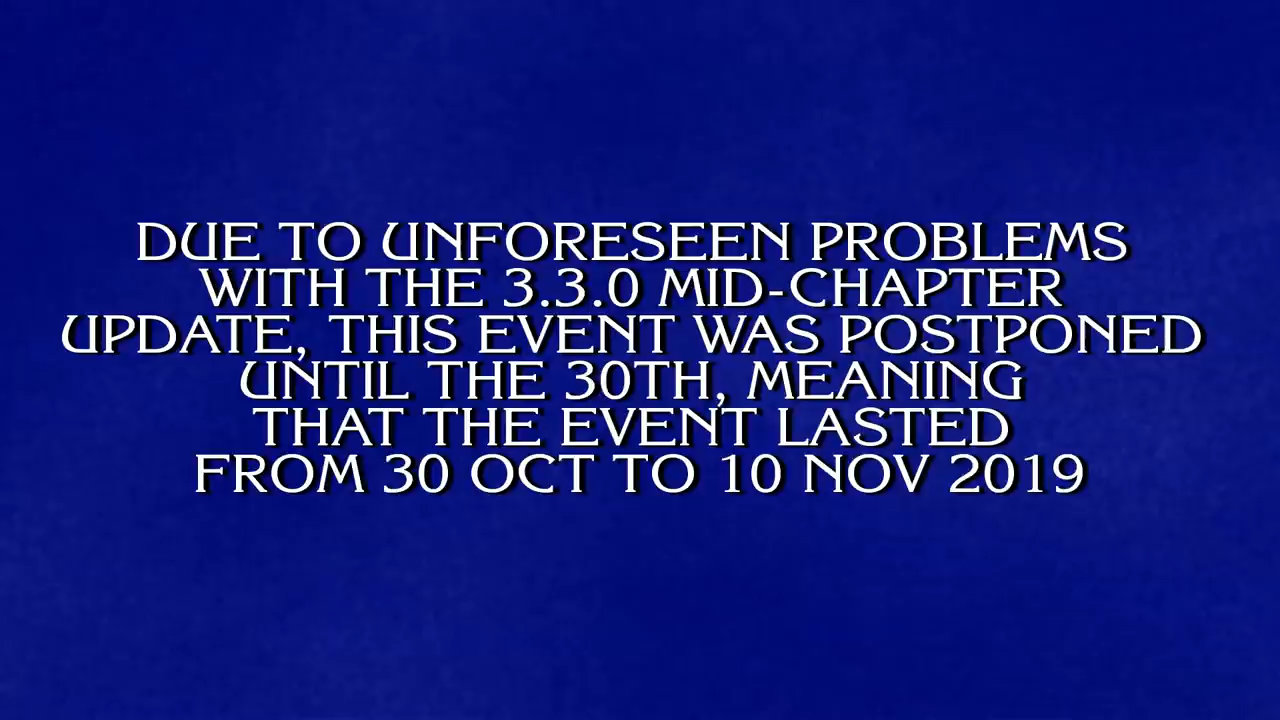 DUE TO UNFORESEEN PROBLEMS
WITH THE 3.3.0 MID-CHAPTER
UPDATE, THIS EVENT WAS POSTPONED
UNTIL THE 30TH, MEANING
THAT THE EVENT LASTED
FROM 30 OCT TO 10 NOV 2019